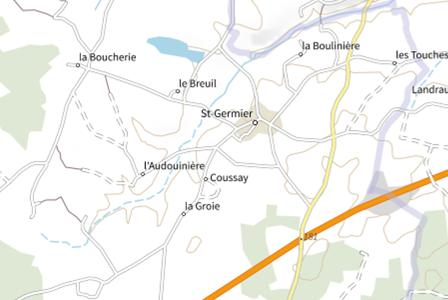 la Boulinière
la Boucherie
les Touches
le Breuil
Landrau
St-Germier
l'Audouinière
Coussay
la Groie
181